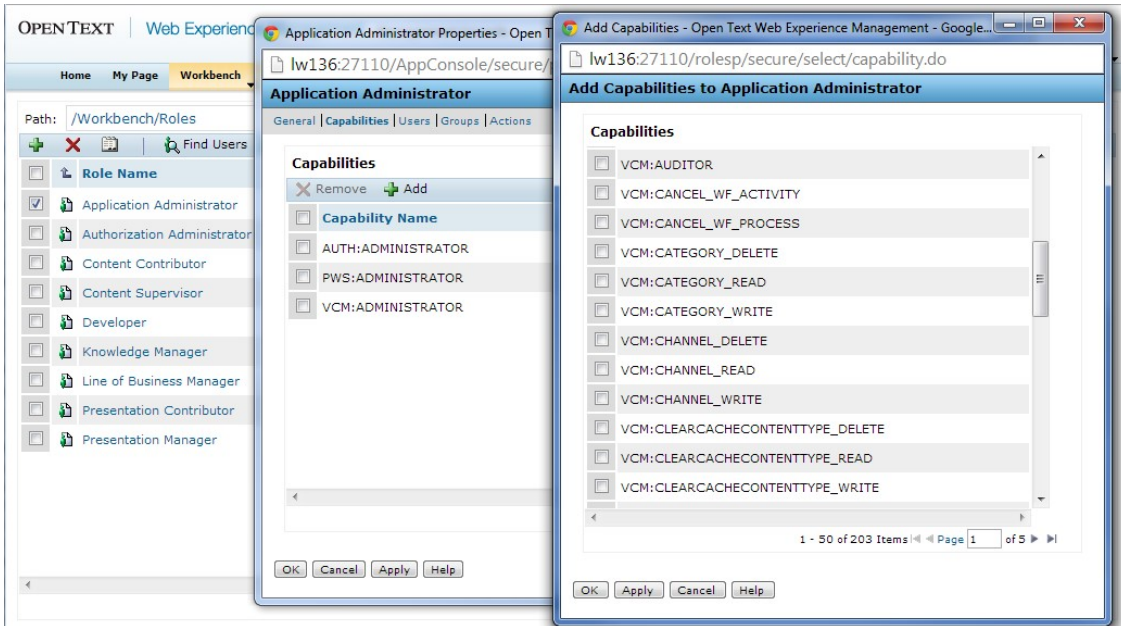 OPEN TEXT | Web Experienc
Home My Page Workbench
Path: /Workbench/Roles
Find Users
Role Name
Application Administrator
Authorization Administrator
Content Contributor
Content Supervisor
Developer
Knowledge Manager
Line of Business Manager
Presentation Contributor
Presentation Manager
Application Administrator Properties - Open T
lw136:27110/AppConsole/secure/
Application Administrator
General | Capabilities | Users | Groups | Actions
Capabilities
Remove Add
Capability Name
AUTH:ADMINISTRATOR
PWS:ADMINISTRATOR
VCM:ADMINISTRATOR
OK Cancel Apply Help
Add Capabilities - Open Text Web Experience Management - Google...
lw136:27110/rolesp/secure/select/capability.do
Add Capabilities to Application Administrator
Capabilities
VCM:AUDITOR
VCM:CANCEL_WF_ACTIVITY
VCM:CANCEL_WF_PROCESS
VCM:CATEGORY_DELETE
VCM:CATEGORY_READ
VCM:CATEGORY_WRITE
VCM:CHANNEL_DELETE
VCM:CHANNEL_READ
VCM:CHANNEL_WRITE
VCM:CLEARCACHECONTENTTYPE_DELETE
VCM:CLEARCACHECONTENTTYPE_READ
VCM:CLEARCACHECONTENTTYPE_WRITE
1 - 50 of 203 Items Page 1 of 5
OK Apply Cancel Help